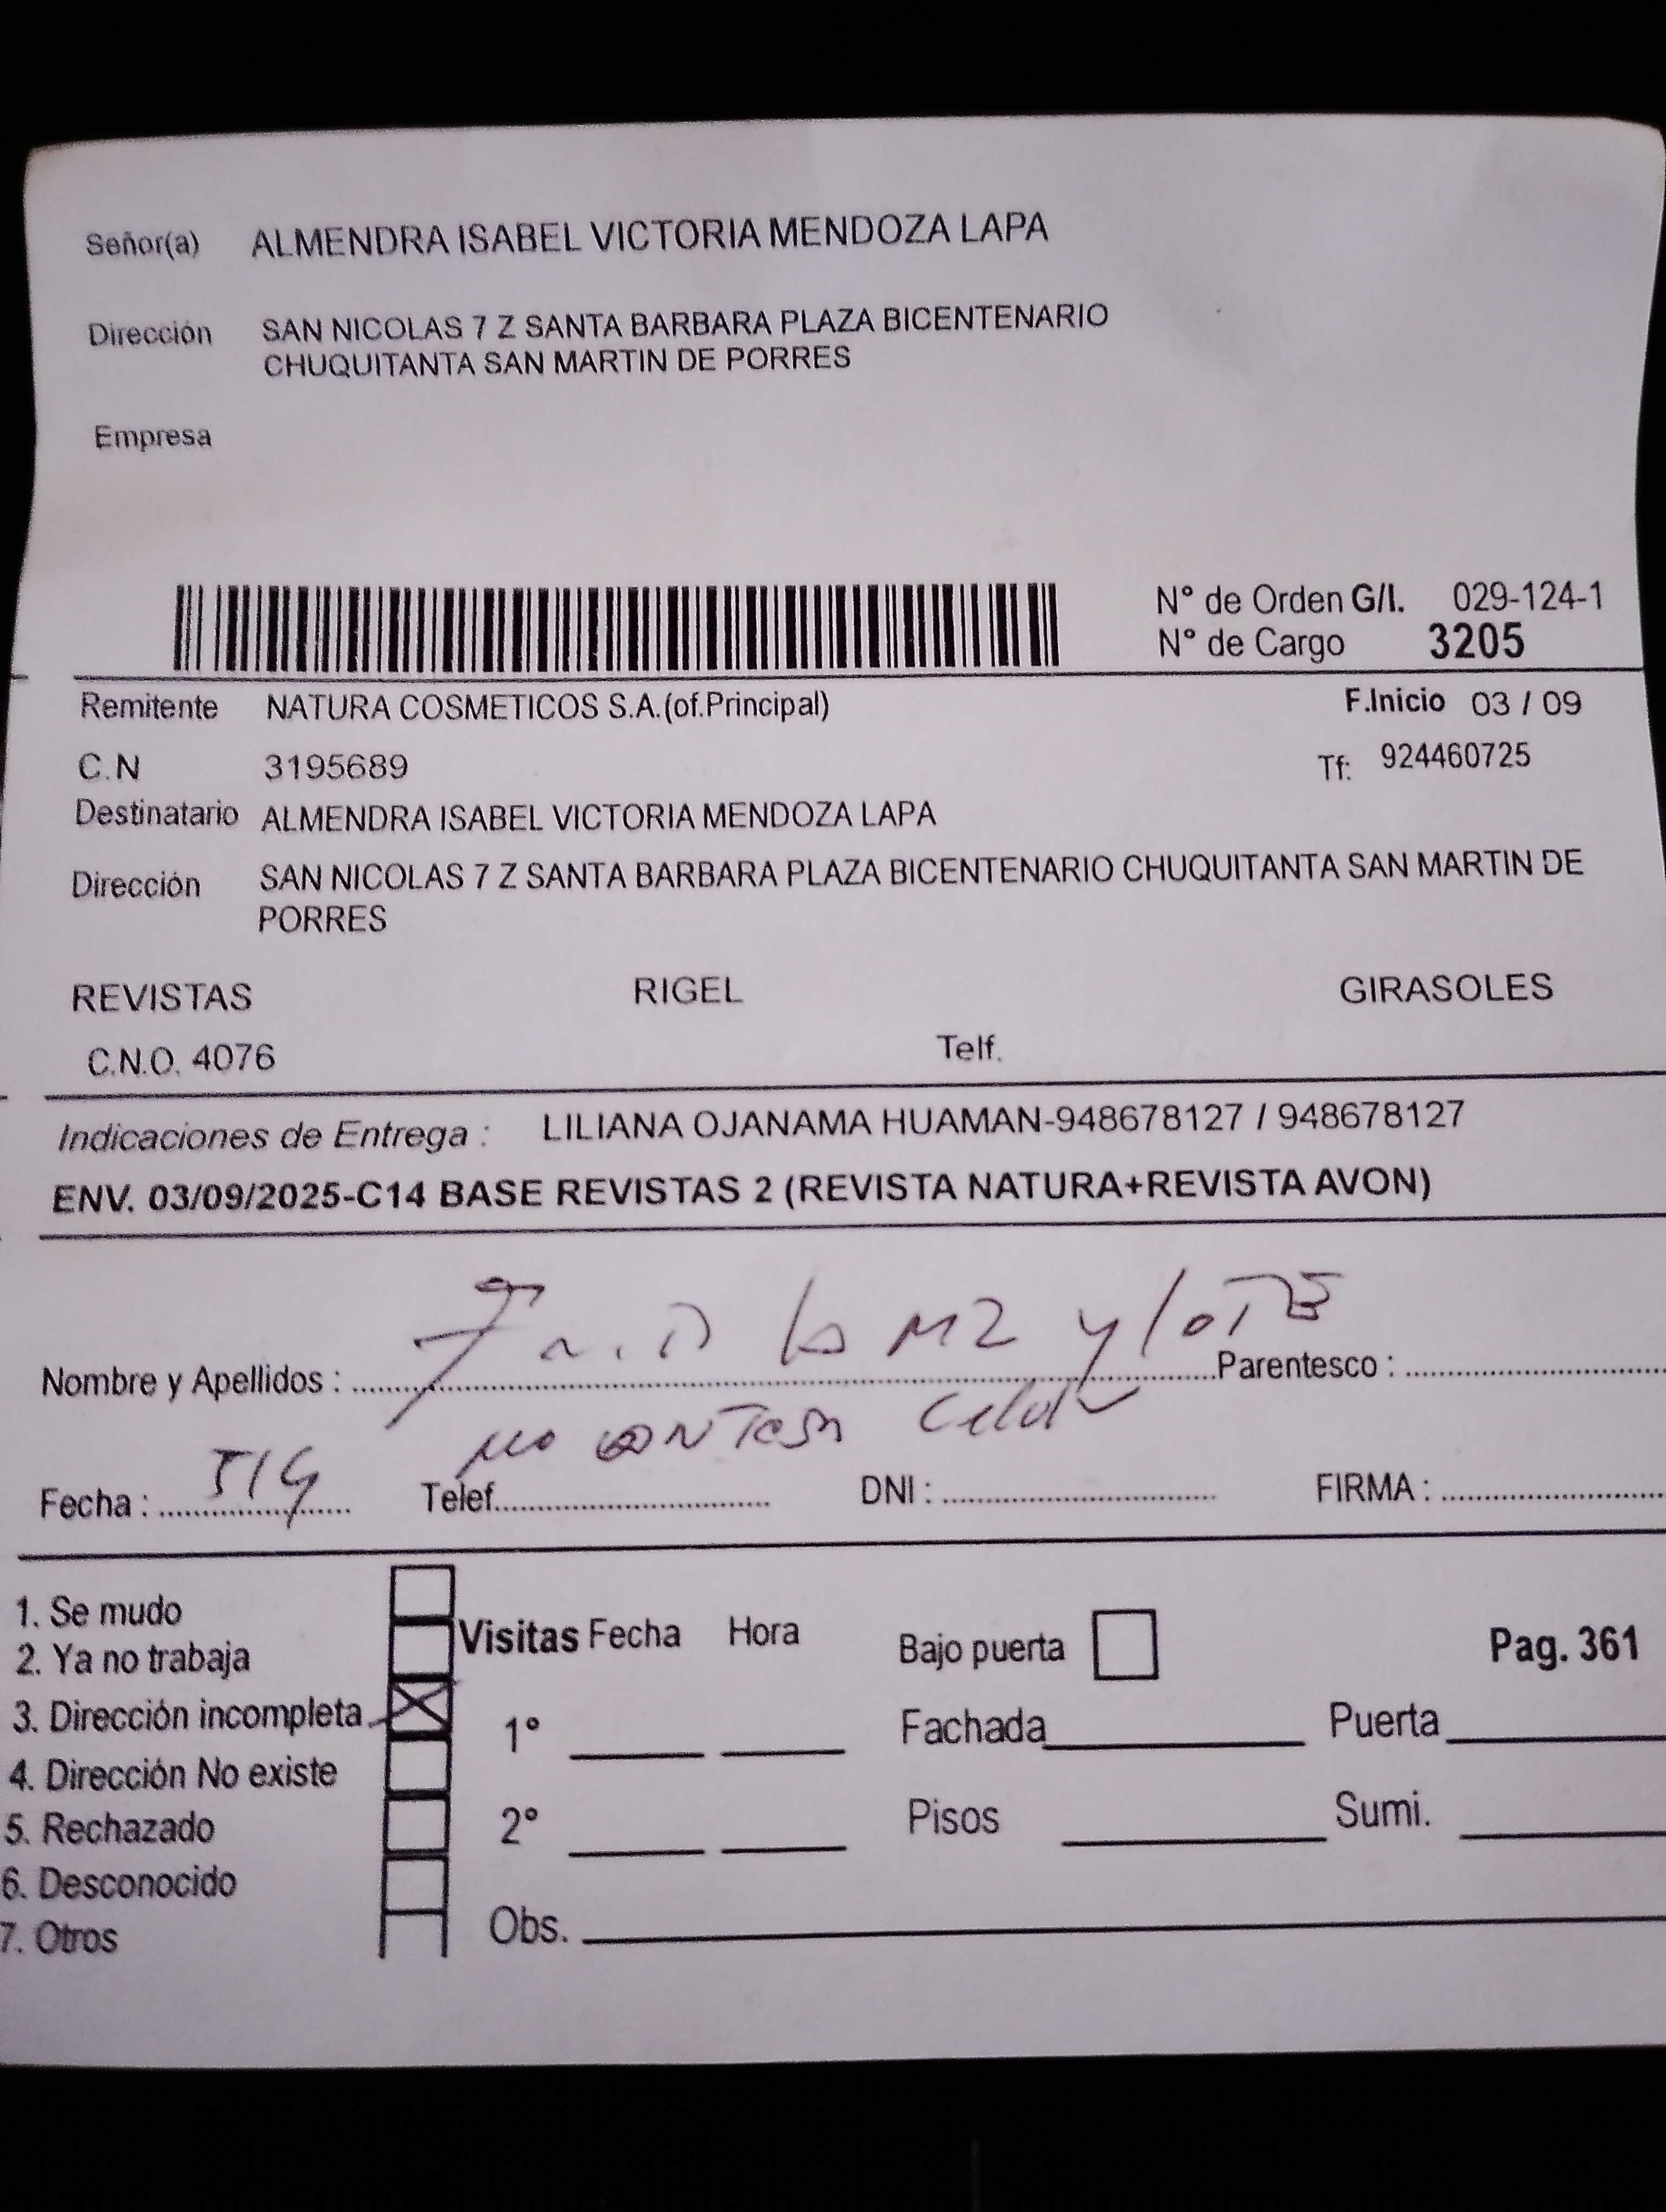 Señor(a) ALMENDRA ISABEL VICTORIA MENDOZA LAPA
Dirección SAN NICOLAS 7 Z SANTA BARBARA PLAZA BICENTENARIO
CHUQUITANTA SAN MARTIN DE PORRES
Empresa
N° de Orden G/I. 029-124-1
N° de Cargo 3205
Remitente NATURA COSMETICOS S.A.(of.Principal) F.Inicio 03 / 09
C.N 3195689 Tf: 924460725
Destinatario ALMENDRA ISABEL VICTORIA MENDOZA LAPA
Dirección SAN NICOLAS 7 Z SANTA BARBARA PLAZA BICENTENARIO CHUQUITANTA SAN MARTIN DE
PORRES
REVISTAS RIGEL GIRASOLES
C.N.O. 4076 Telf.
Indicaciones de Entrega : LILIANA OJANAMA HUAMAN-948678127 / 948678127
ENV. 03/09/2025-C14 BASE REVISTAS 2 (REVISTA NATURA+REVISTA AVON)
la MZ y lote
Nombre y Apellidos : Parentesco :
no contesta
Fecha : 5/9 Telef. DNI : FIRMA :
1. Se mudo
2. Ya no trabaja Visitas Fecha Hora Bajo puerta Pag. 361
3. Dirección incompleta X 1° Fachada Puerta
4. Dirección No existe
5. Rechazado 2° Pisos Sumi.
6. Desconocido
7. Otros Obs.